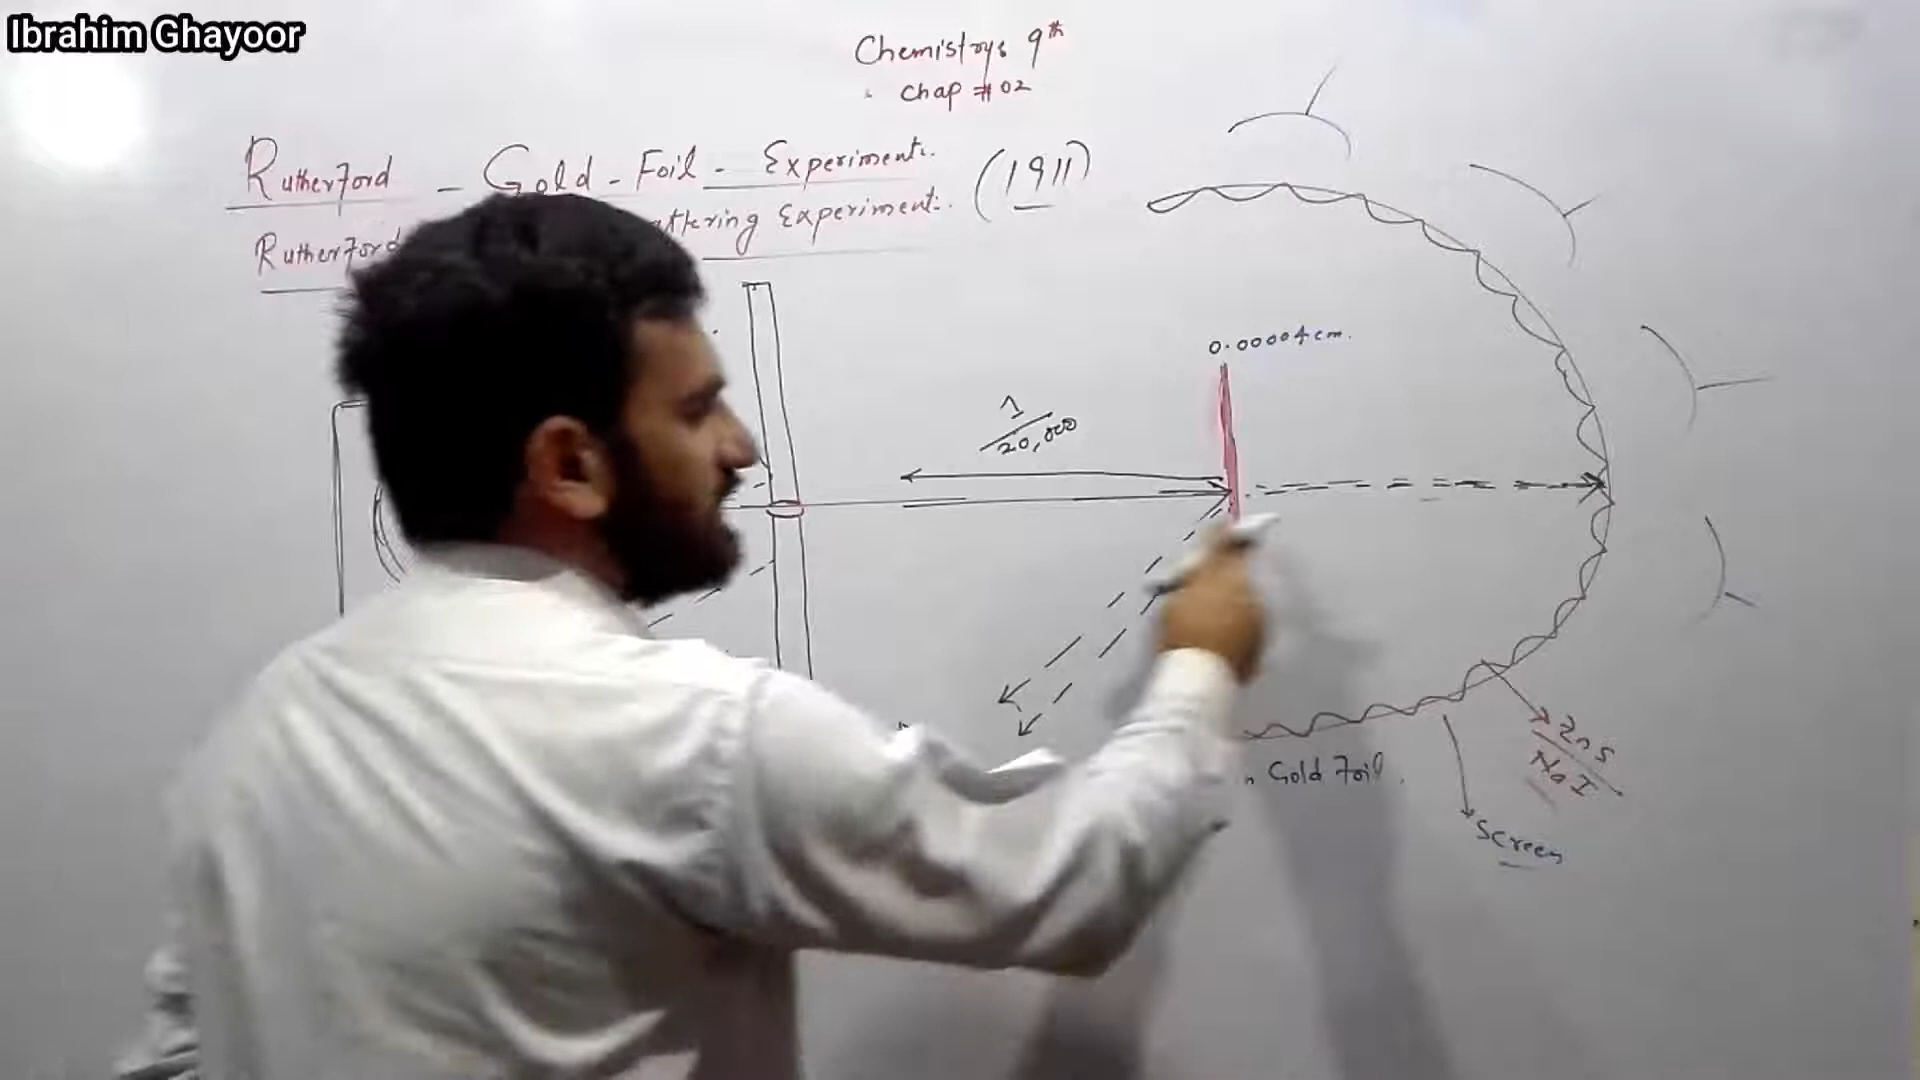 Ibrahim Ghayoor
Chemistry: 9th
Chap # 02
Rutherford - Gold - Foil - Experiment:
(1911)
Rutherford attering Experiment:
0.00004cm.
1/20,000
ZnS
NaI
n Gold Foil.
Screen